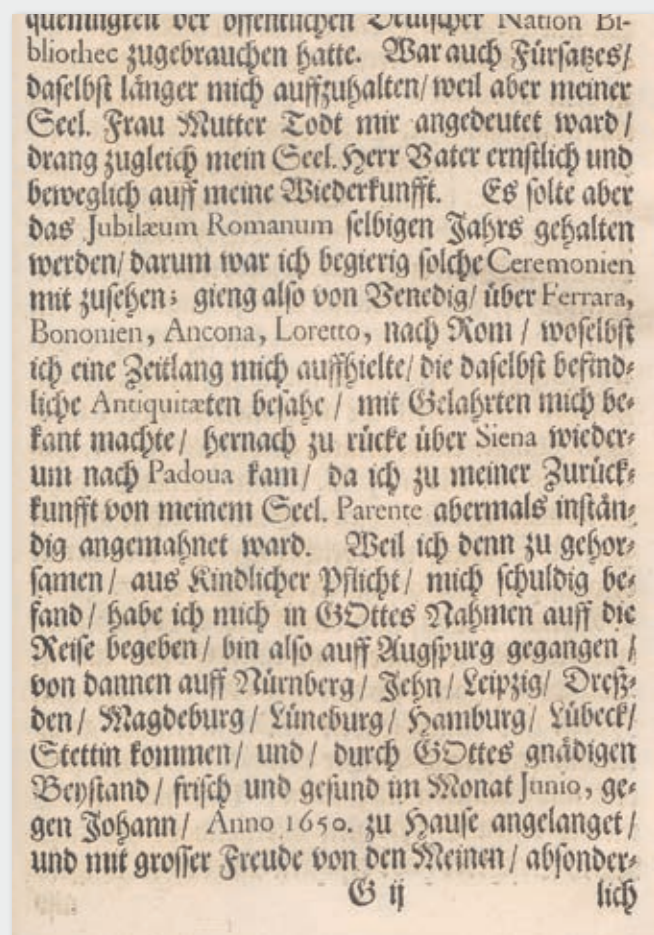 quemligkeit der öffentlichen Deutscher Nation Bi-
bliothec zugebrauchen hatte. War auch Fürsatzes/
daselbst länger mich auffzuhalten/ weil aber meiner
Seel. Frau Mutter Todt mir angedeutet ward/
drang zugleich mein Seel. Herr Vater ernstlich und
beweglich auff meine Wiederkunfft. Es solte aber
das Jubilæum Romanum selbigen Jahrs gehalten
werden/ darum war ich begierig solche Ceremonien
mit zusehen; gieng also von Venedig/ über Ferrara,
Bononien, Ancona, Loretto, nach Rom/ woselbst
ich eine Zeitlang mich auffhielte/ die daselbst befind-
liche Antiquitæten besahe/ mit Gelahrten mich be-
kant machte/ hernach zu rücke über Siena wieder-
um nach Padoua kam/ da ich zu meiner Zurück-
kunfft von meinem Seel. Parente abermals instän-
dig angemahnet ward. Weil ich denn zu gehor-
samen/ aus Kindlicher Pflicht/ mich schuldig be-
fand/ habe ich mich in GOttes Nahmen auff die
Reise begeben/ bin also auff Augspurg gegangen/
von dannen auff Nürnberg/ Jehn/ Leipzig/ Dreß-
den/ Magdeburg/ Lüneburg/ Hamburg/ Lübeck/
Stettin kommen/ und/ durch GOttes gnädigen
Beystand/ frisch und gesund im Monat Junio, ge-
gen Johann/ Anno 1650. zu Hause angelanget/
und mit grosser Freude von den Meinen/ absonder-
G ij lich